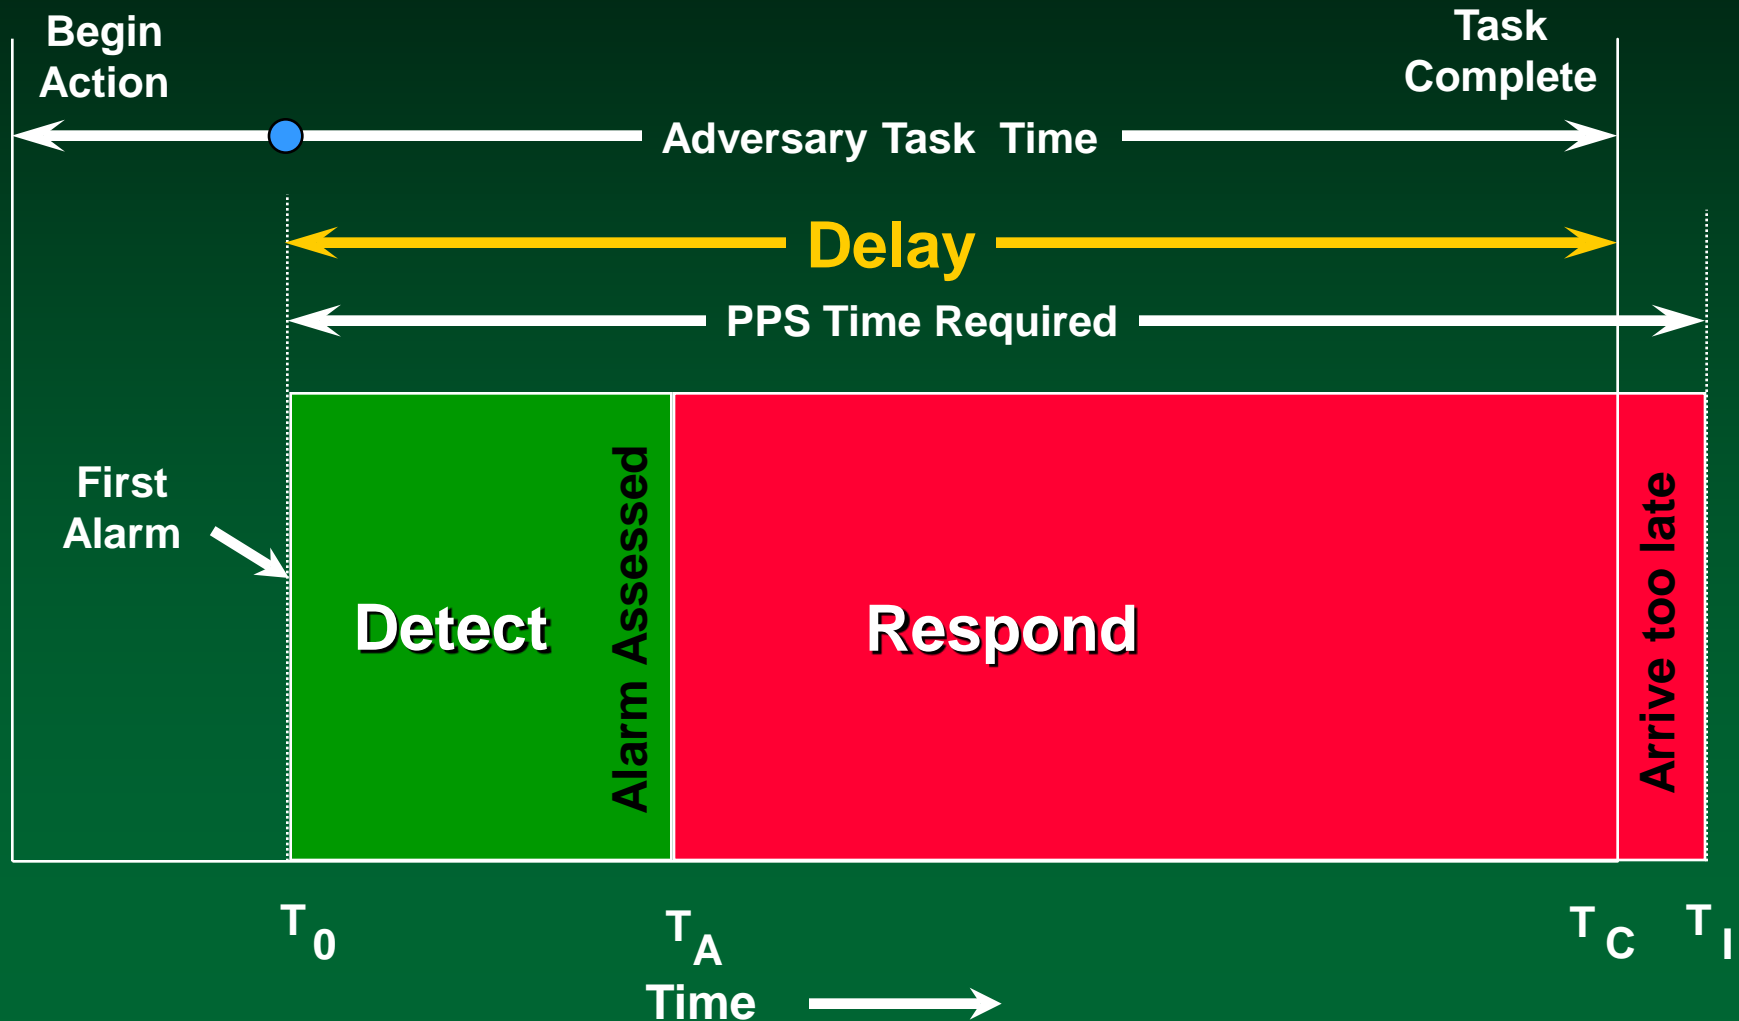 Begin
Action
Task
Complete
Adversary Task Time
Delay
PPS Time Required
First
Alarm
Detect
Alarm Assessed
Respond
Arrive too late
T0
TA
TC
TI
Time